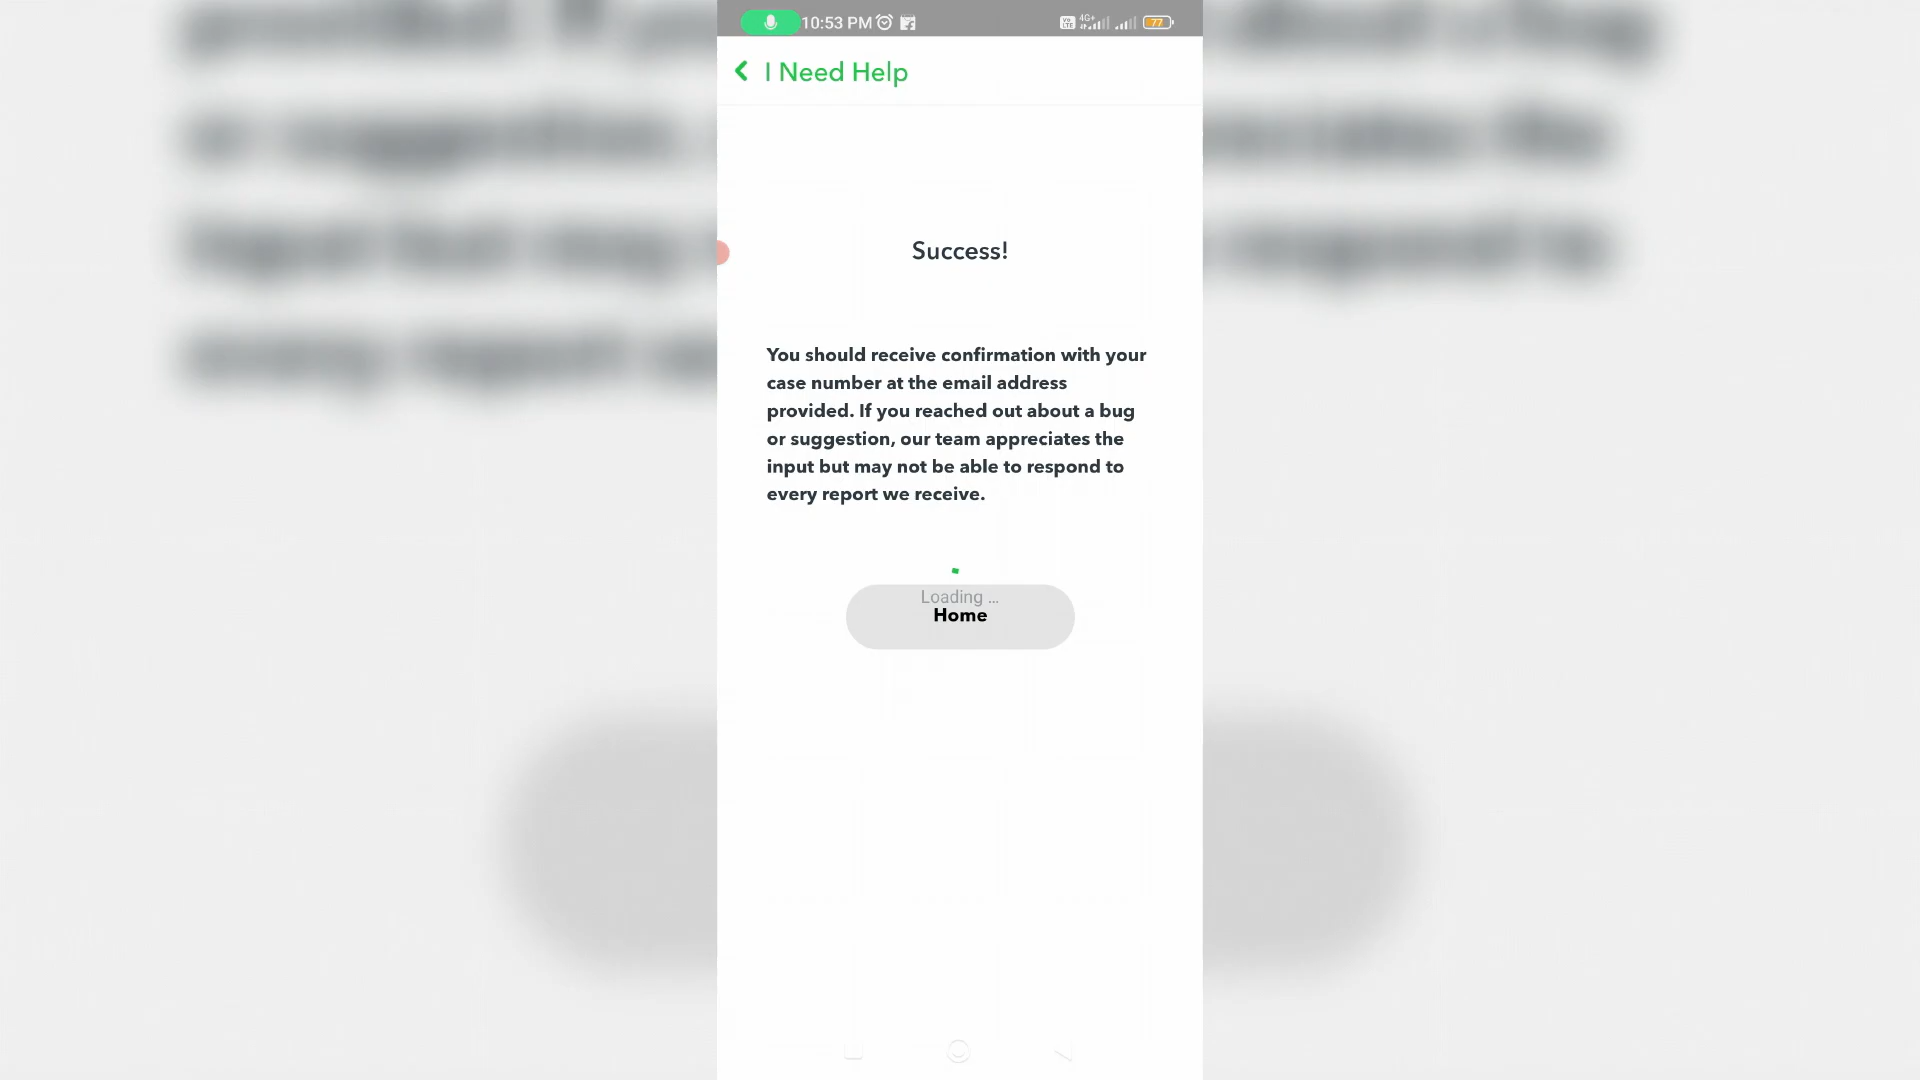 10:53 PM
4G+
77
I Need Help
Success!
You should receive confirmation with your
case number at the email address
provided. If you reached out about a bug
or suggestion, our team appreciates the
input but may not be able to respond to
every report we receive.
Loading ...
Home